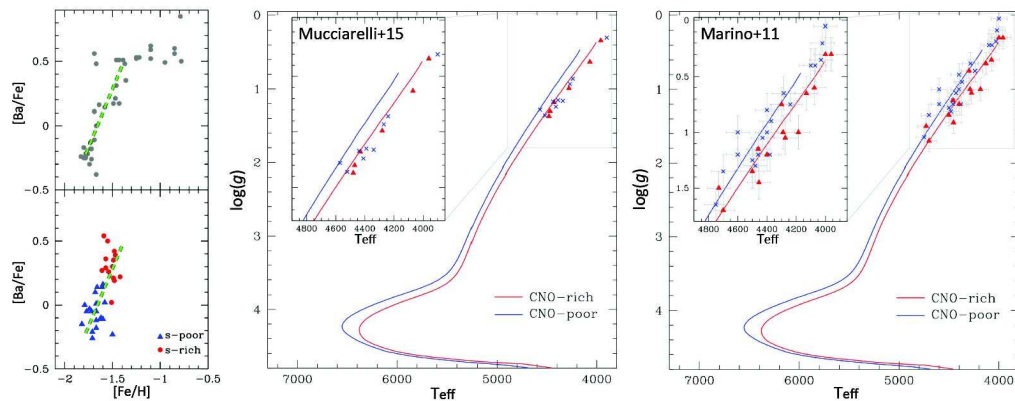 [Ba/Fe]
0.5
0
−0.5
[Ba/Fe]
0.5
0
−0.5
s-poor
s-rich
−2
−1.5
−1
−0.5
[Fe/H]
Mucciarelli+15
log(g)
0
1
2
3
4
4800
4600
4400
4200
4000
Teff
CNO-rich
CNO-poor
7000
6000
5000
4000
Teff
Marino+11
log(g)
0
1
2
3
4
0
0.5
1.0
1.5
4800
4600
4400
4200
4000
Teff
CNO-rich
CNO-poor
7000
6000
5000
4000
Teff